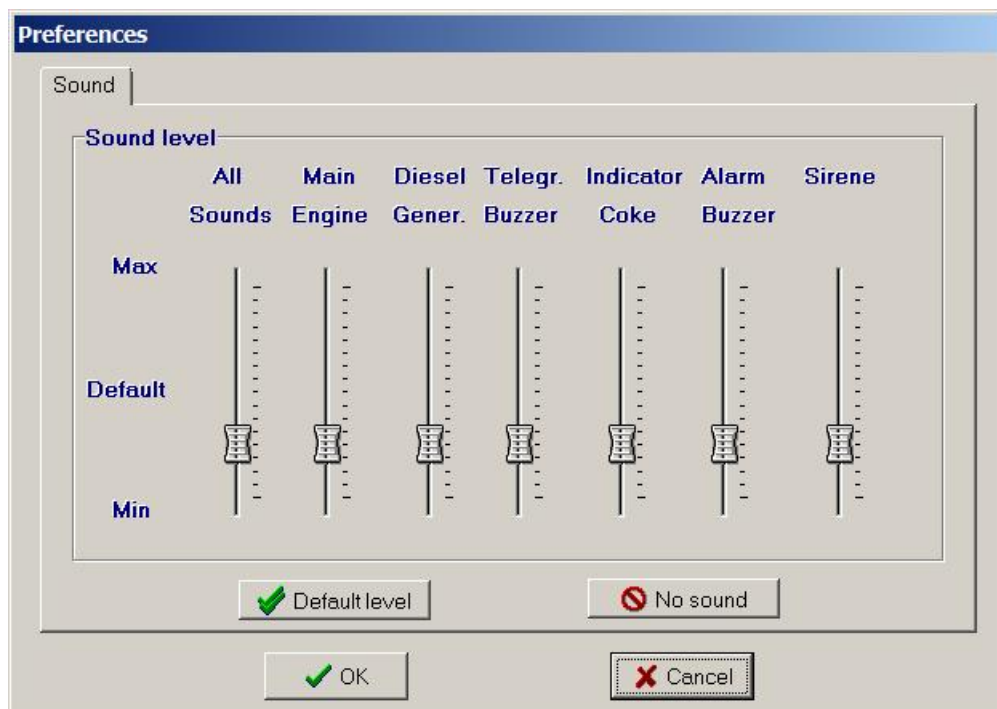 Preferences
Sound
Sound level
All Main Diesel Telegr. Indicator Alarm Sirene
Sounds Engine Gener. Buzzer Coke Buzzer
Max
Default
Min
Default level No sound
OK Cancel